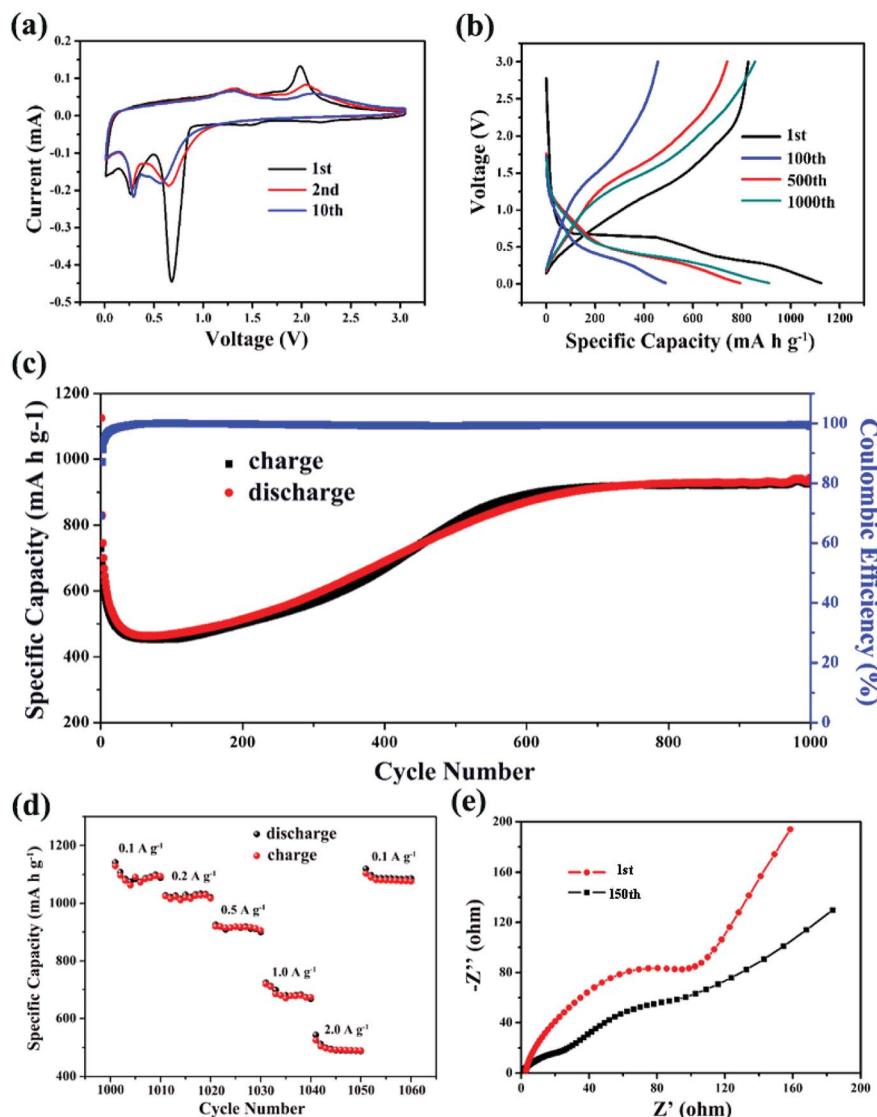 (a)
0.2
0.1
0.0
-0.1
-0.2
-0.3
-0.4
-0.5
Current (mA)
1st
2nd
10th
0.0 0.5 1.0 1.5 2.0 2.5 3.0
Voltage (V)
(b)
3.0
2.5
2.0
1.5
1.0
0.5
0.0
Voltage (V)
1st
100th
500th
1000th
0 200 400 600 800 1000 1200
Specific Capacity (mA h g⁻¹)
(c)
1200
1000
800
600
400
200
Specific Capacity (mA h g-1)
charge
discharge
100
80
60
40
20
0
Coulombic Efficiency (%)
0 200 400 600 800 1000
Cycle Number
(d)
1200
1000
800
600
400
Specific Capacity (mA h g⁻¹)
discharge
charge
0.1 A g⁻¹
0.2 A g⁻¹
0.5 A g⁻¹
1.0 A g⁻¹
2.0 A g⁻¹
0.1 A g⁻¹
1000 1010 1020 1030 1040 1050 1060
Cycle Number
(e)
200
160
120
80
40
0
-Z'' (ohm)
1st
150th
0 40 80 120 160 200
Z' (ohm)